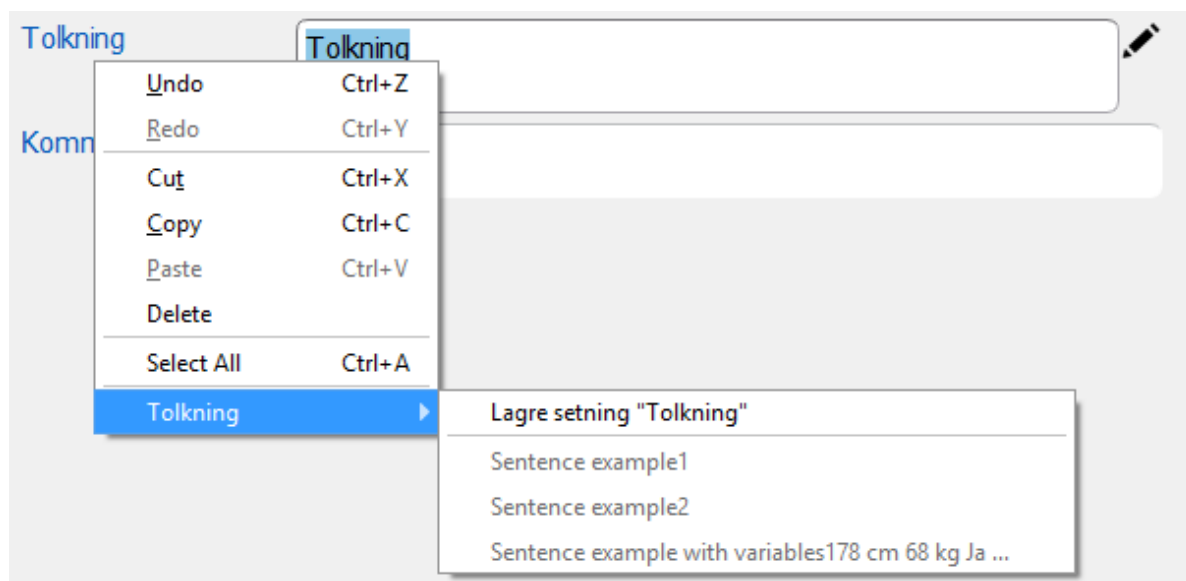 Tolkning
Tolkning
Undo Ctrl+Z
Redo Ctrl+Y
Komn
Cut Ctrl+X
Copy Ctrl+C
Paste Ctrl+V
Delete
Select All Ctrl+A
Tolkning
Lagre setning "Tolkning"
Sentence example1
Sentence example2
Sentence example with variables178 cm 68 kg Ja ...